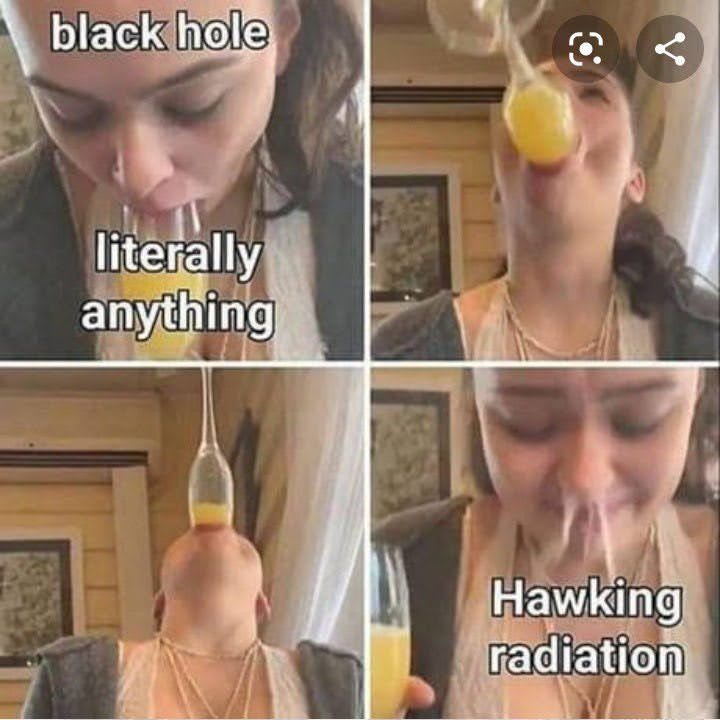 black hole
literally
anything
Hawking
radiation